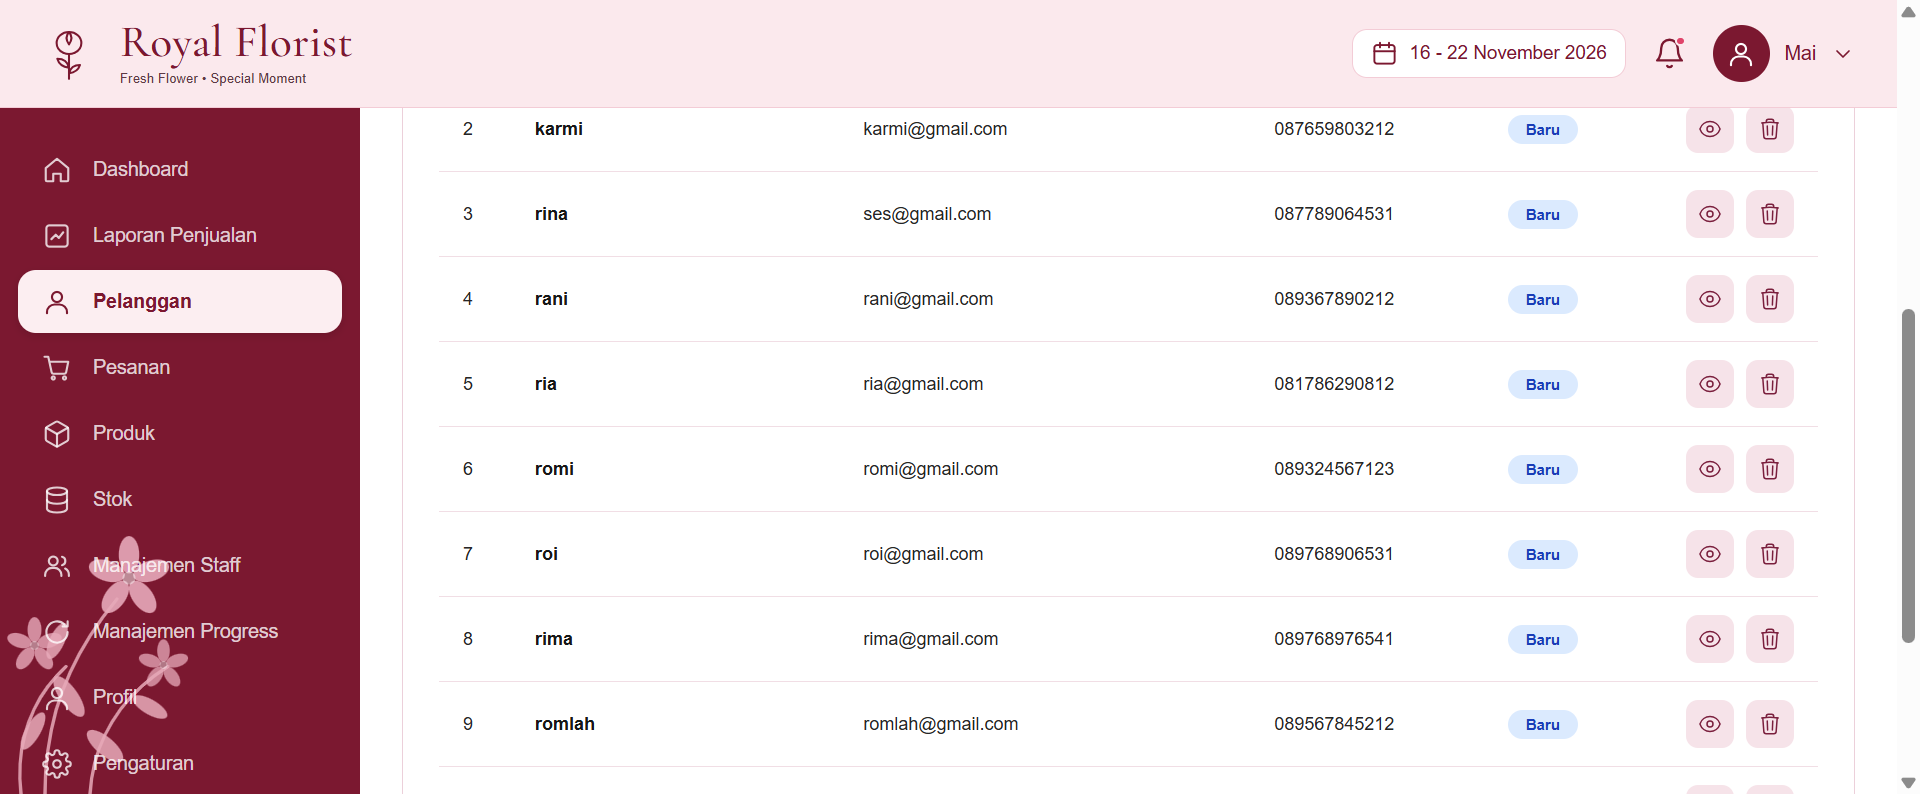 Royal Florist
Fresh Flower • Special Moment
16 - 22 November 2026
Mai
Dashboard
Laporan Penjualan
Pelanggan
Pesanan
Produk
Stok
Manajemen Staff
Manajemen Progress
Profil
Pengaturan
2 karmi karmi@gmail.com 087659803212 Baru
3 rina ses@gmail.com 087789064531 Baru
4 rani rani@gmail.com 089367890212 Baru
5 ria ria@gmail.com 081786290812 Baru
6 romi romi@gmail.com 089324567123 Baru
7 roi roi@gmail.com 089768906531 Baru
8 rima rima@gmail.com 089768976541 Baru
9 romlah romlah@gmail.com 089567845212 Baru